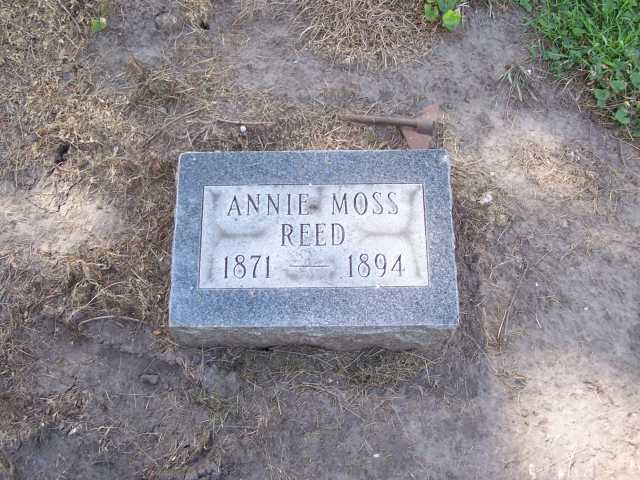 ANNIE MOSS
REED
1871 — 1894